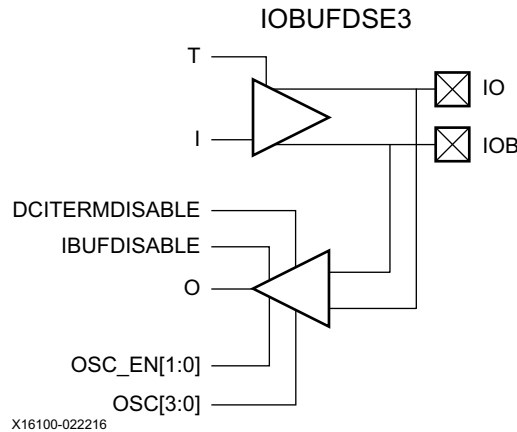 IOBUFDSE3
T
IO
I
IOB
DCITERMDISABLE
IBUFDISABLE
O
OSC_EN[1:0]
OSC[3:0]
X16100-022216